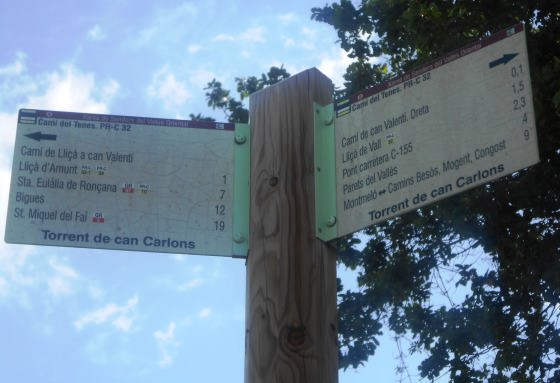 Camí del Tenes. PR-C 32
Camí de Lliçà a can Valentí
Lliçà d'Amunt 1
Sta. Eulàlia de Ronçana GR 7
Bigues 12
St. Miquel del Fai GR 19
Torrent de can Carlons
Camí del Tenes. PR-C 32
Camí de can Valentí. Dreta 0,1
Lliçà de Vall 1,5
Pont carretera C-155 2,3
Parets del Vallès 4
Montmeló ↔ Camins Besòs, Mogent, Congost 9
Torrent de can Carlons